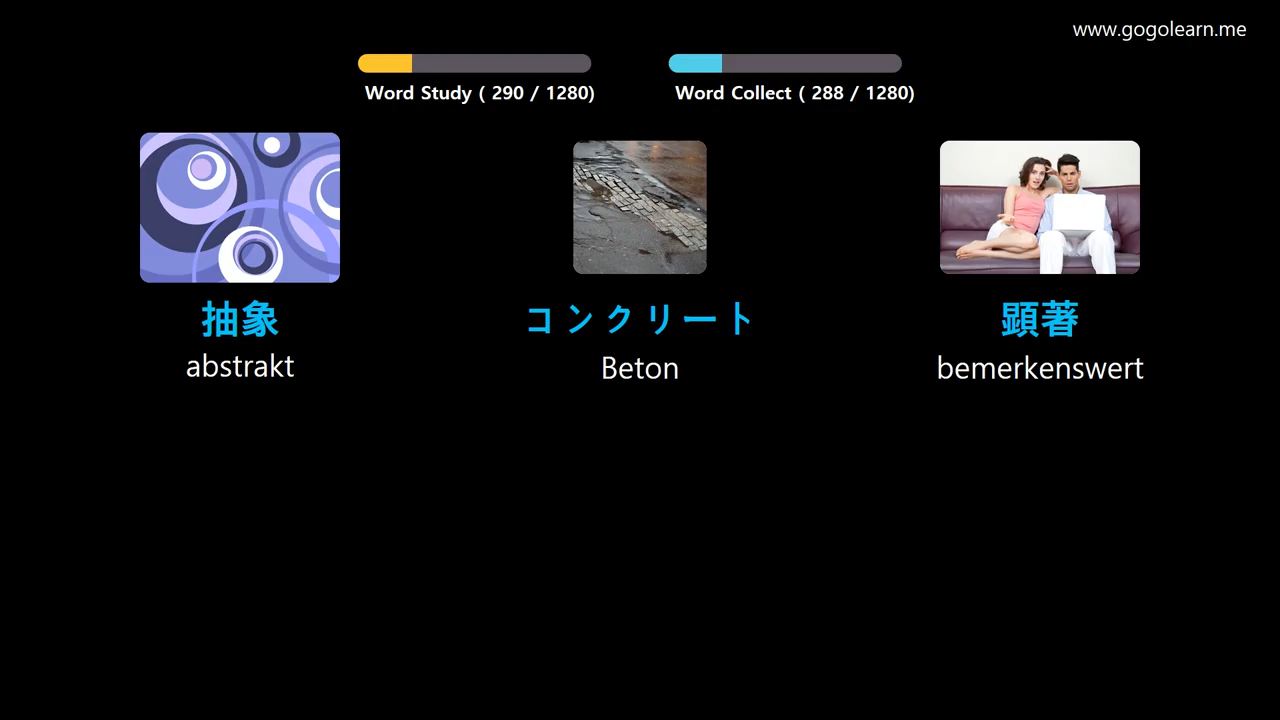 www.gogolearn.me
Word Study ( 290 / 1280)
Word Collect ( 288 / 1280)
抽象
コンクリート
顕著
abstrakt
Beton
bemerkenswert